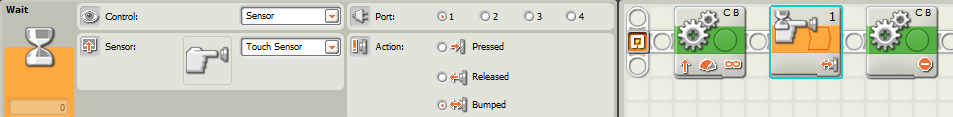 Wait
Control: Sensor
Port: 1 2 3 4
Sensor: Touch Sensor
Action: Pressed
Released
Bumped
0
C B 1 C B